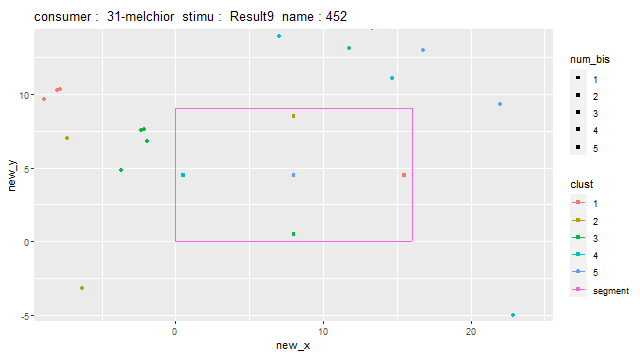 consumer :  31-melchior  stimu :  Result9  name : 452
10
5
0
-5
new_y
0
10
20
new_x
num_bis
1
2
3
4
5
clust
1
2
3
4
5
segment